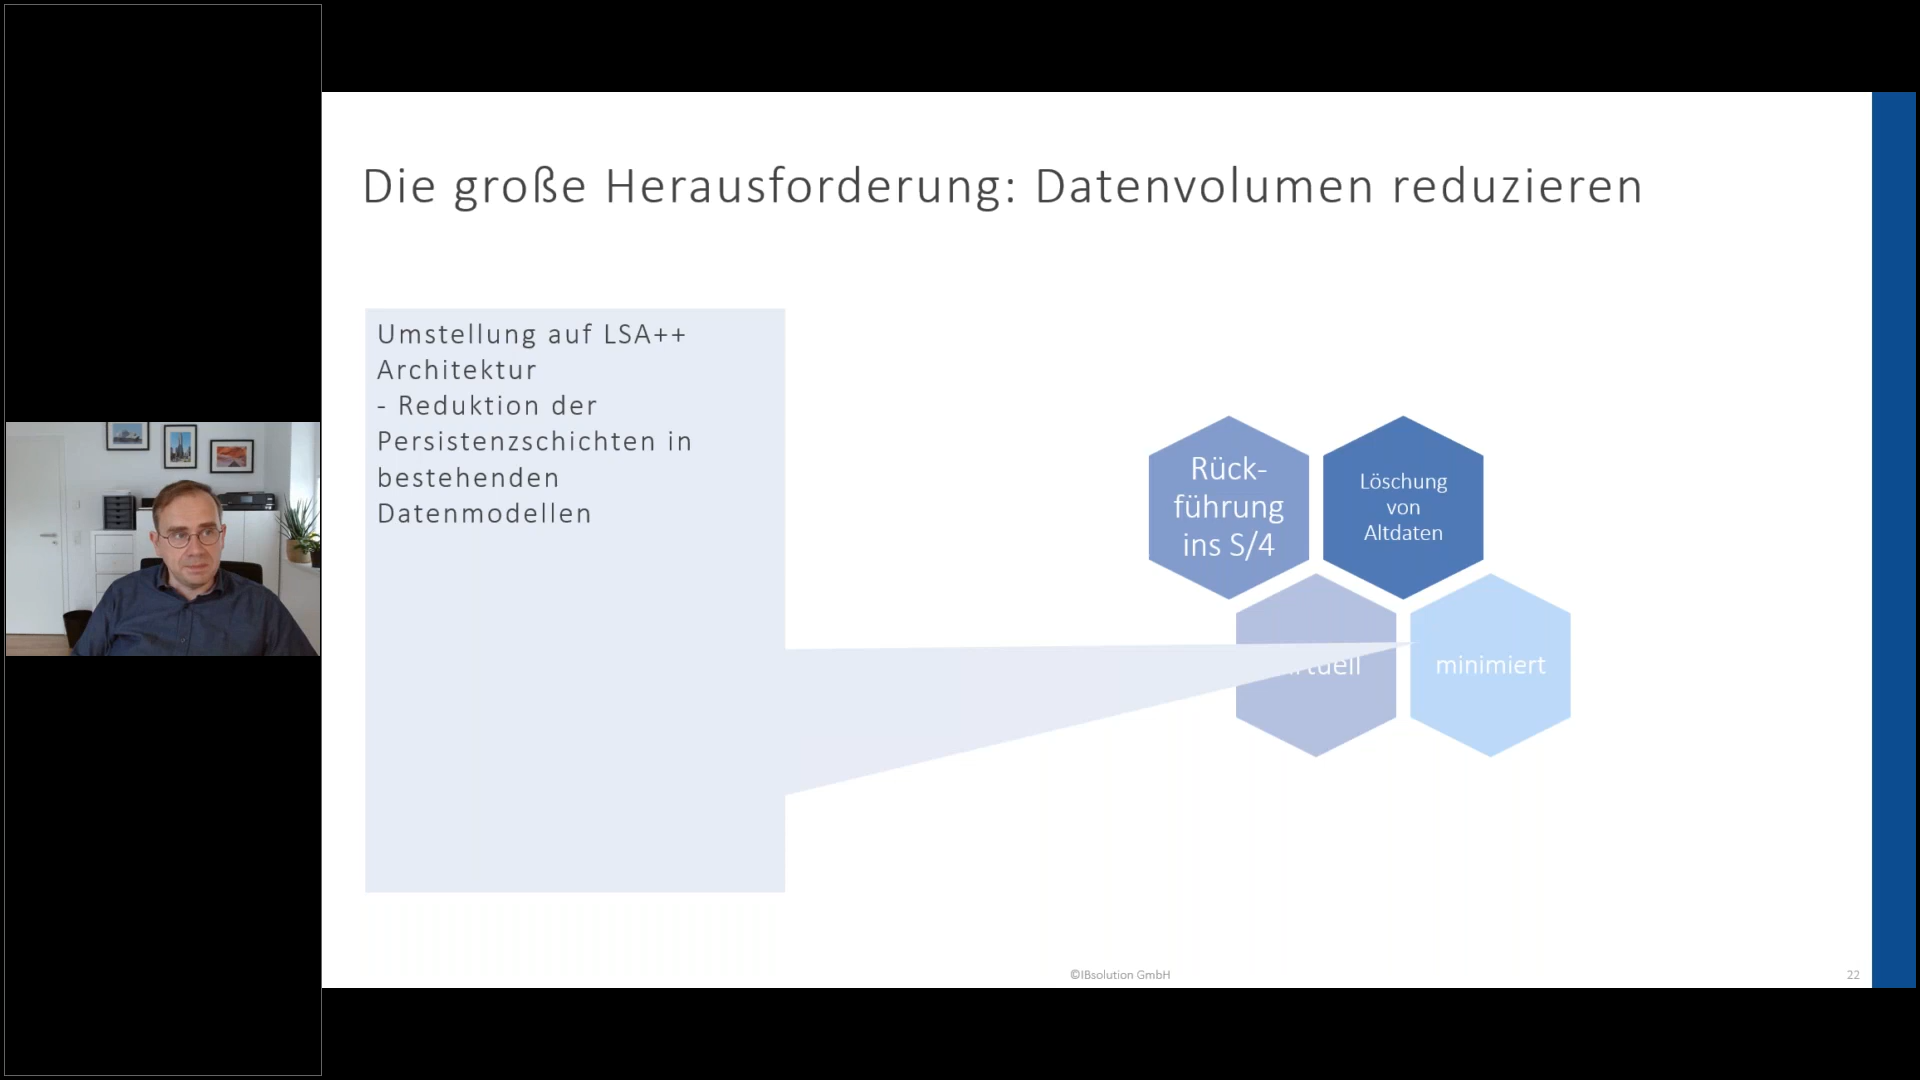 Die große Herausforderung: Datenvolumen reduzieren
Umstellung auf LSA++
Architektur
- Reduktion der
Persistenzschichten in
bestehenden
Datenmodellen
Rück-
führung
ins S/4
Löschung
von
Altdaten
minimiert
©IBsolution GmbH
22